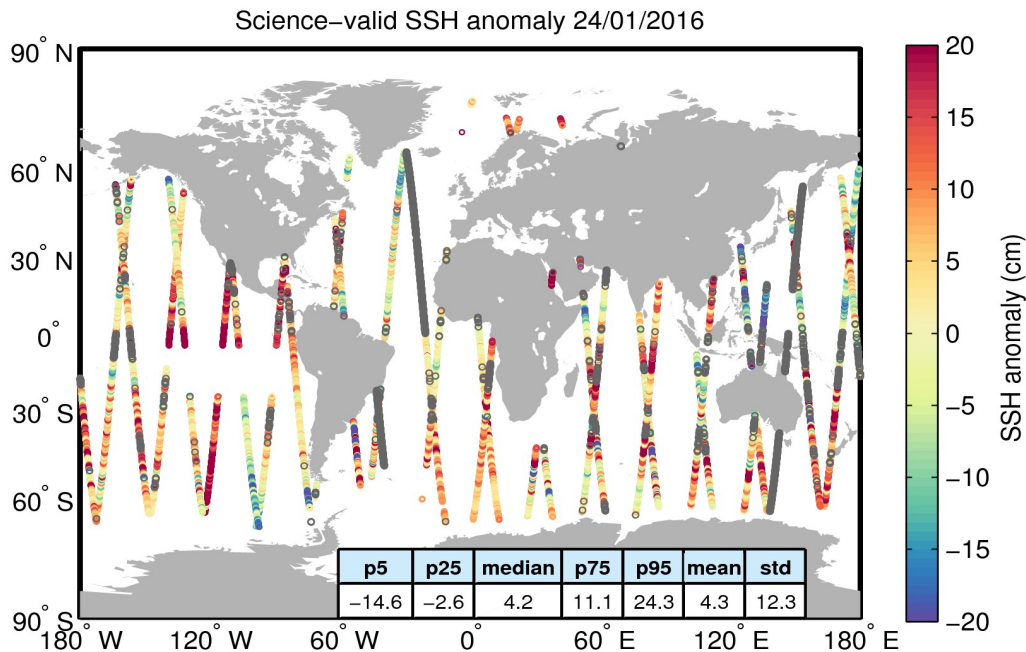 Science−valid SSH anomaly 24/01/2016
90° N
60° N
30° N
0°
30° S
60° S
90° S
180° W
120° W
60° W
0°
60° E
120° E
180° E
p5 p25 median p75 p95 mean std
−14.6 −2.6 4.2 11.1 24.3 4.3 12.3
20
15
10
5
0
−5
−10
−15
−20
SSH anomaly (cm)